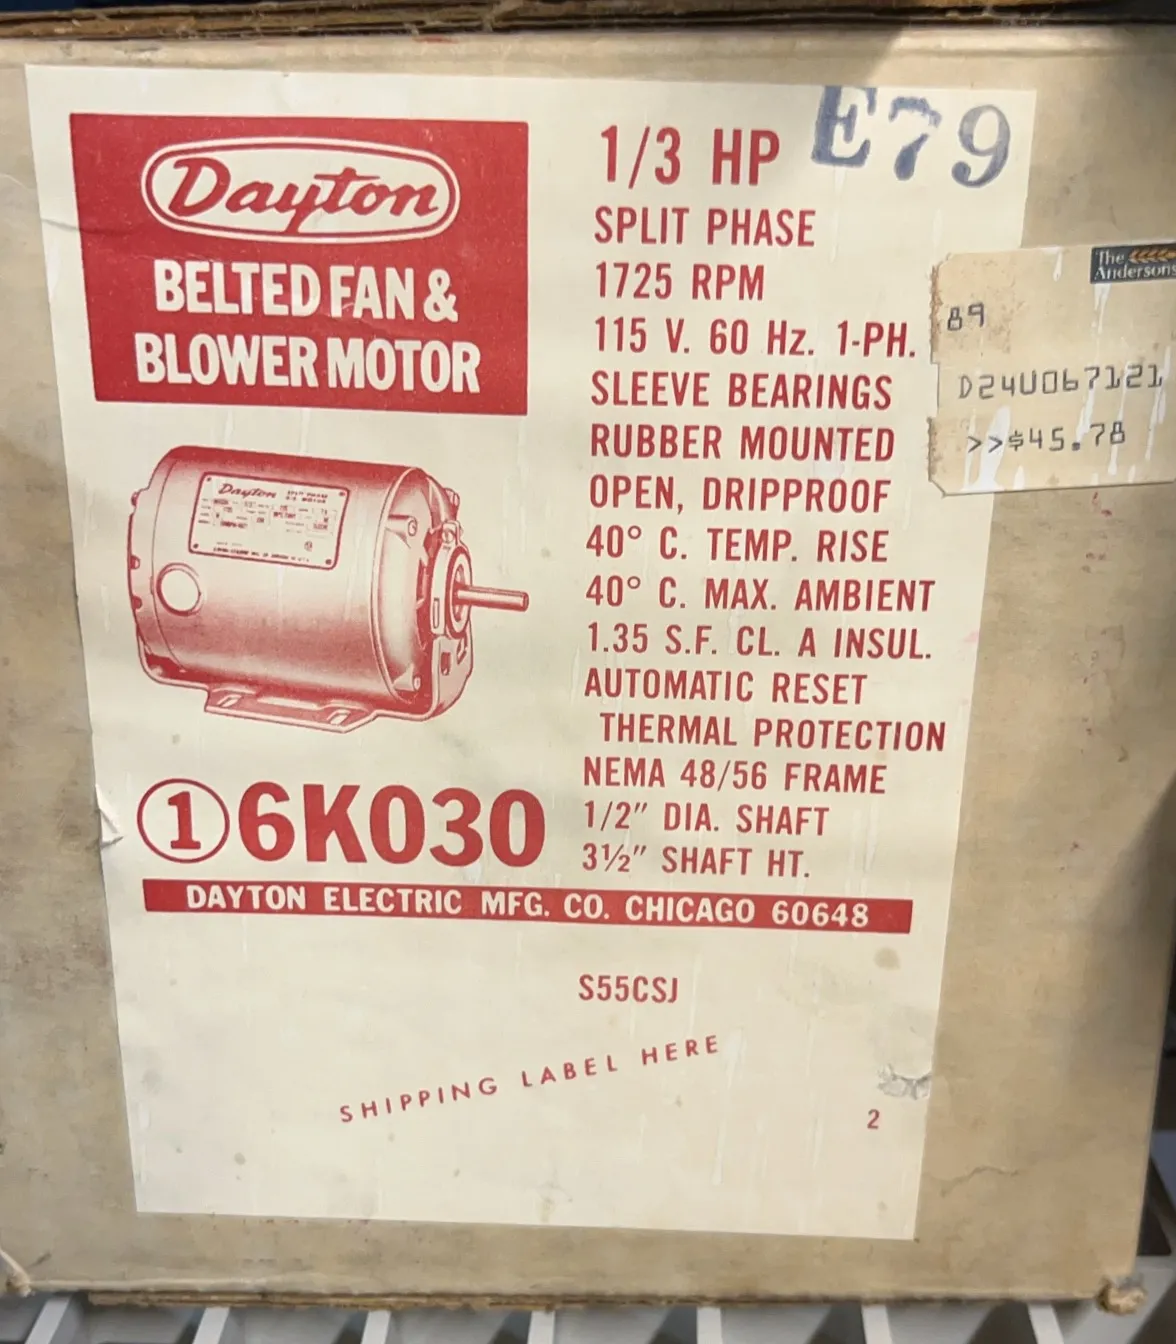 Dayton
BELTED FAN &
BLOWER MOTOR
Dayton
①6K030
1/3 HP
E79
SPLIT PHASE
1725 RPM
115 V. 60 Hz. 1-PH.
SLEEVE BEARINGS
RUBBER MOUNTED
OPEN, DRIPPROOF
40° C. TEMP. RISE
40° C. MAX. AMBIENT
1.35 S.F. CL. A INSUL.
AUTOMATIC RESET
THERMAL PROTECTION
NEMA 48/56 FRAME
1/2" DIA. SHAFT
3½" SHAFT HT.
The
Andersons
89
D24U067121
>>$45.78
DAYTON ELECTRIC MFG. CO. CHICAGO 60648
S55CSJ
SHIPPING LABEL HERE
2